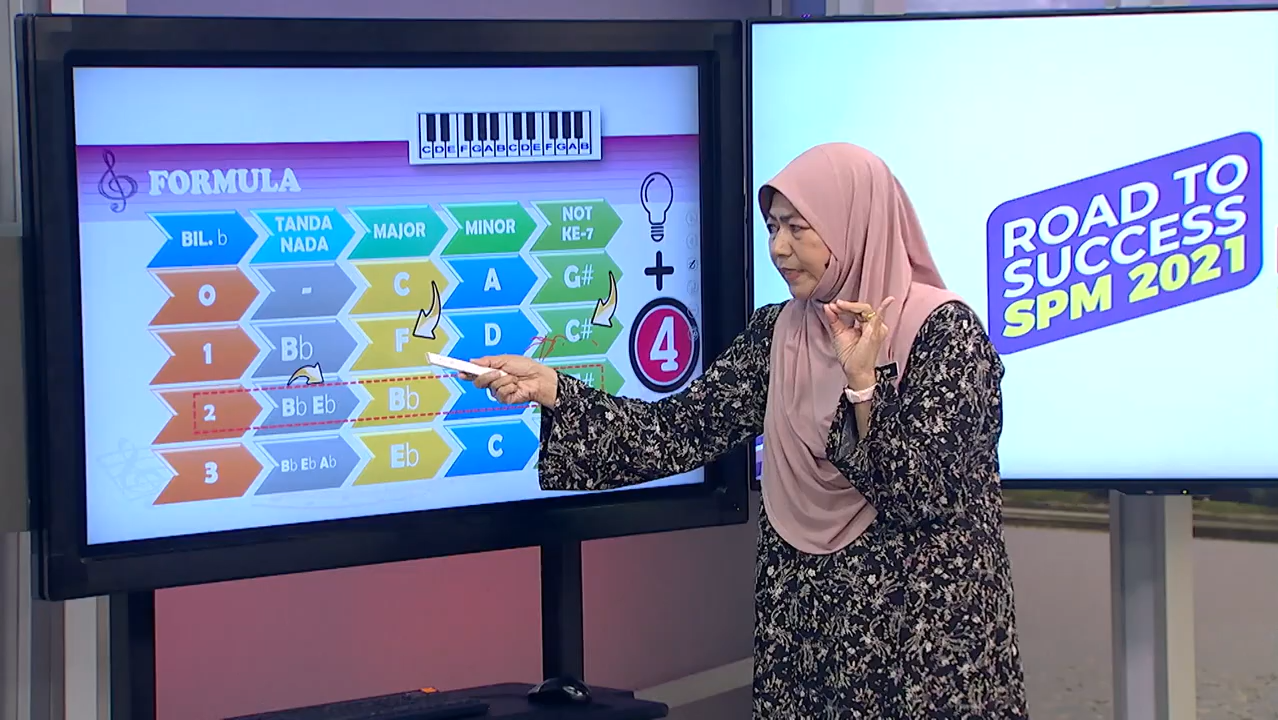 CDEFGABCDEFGAB
FORMULA
BIL. b
TANDA
NADA
MAJOR
MINOR
NOT
KE-7
0
-
C
A
G#
1
Bb
F
D
C#
2
Bb Eb
Bb
3
Bb Eb Ab
Eb
C
+
4
ROAD TO
SUCCESS
SPM 2021